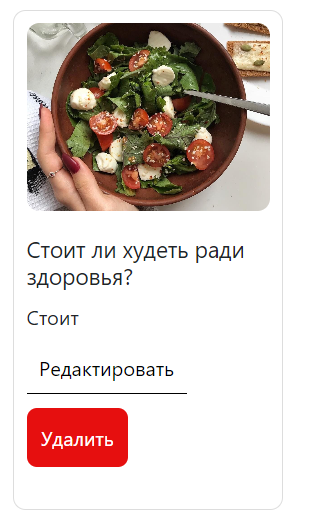 Стоит ли худеть ради
здоровья?
Стоит
Редактировать
Удалить